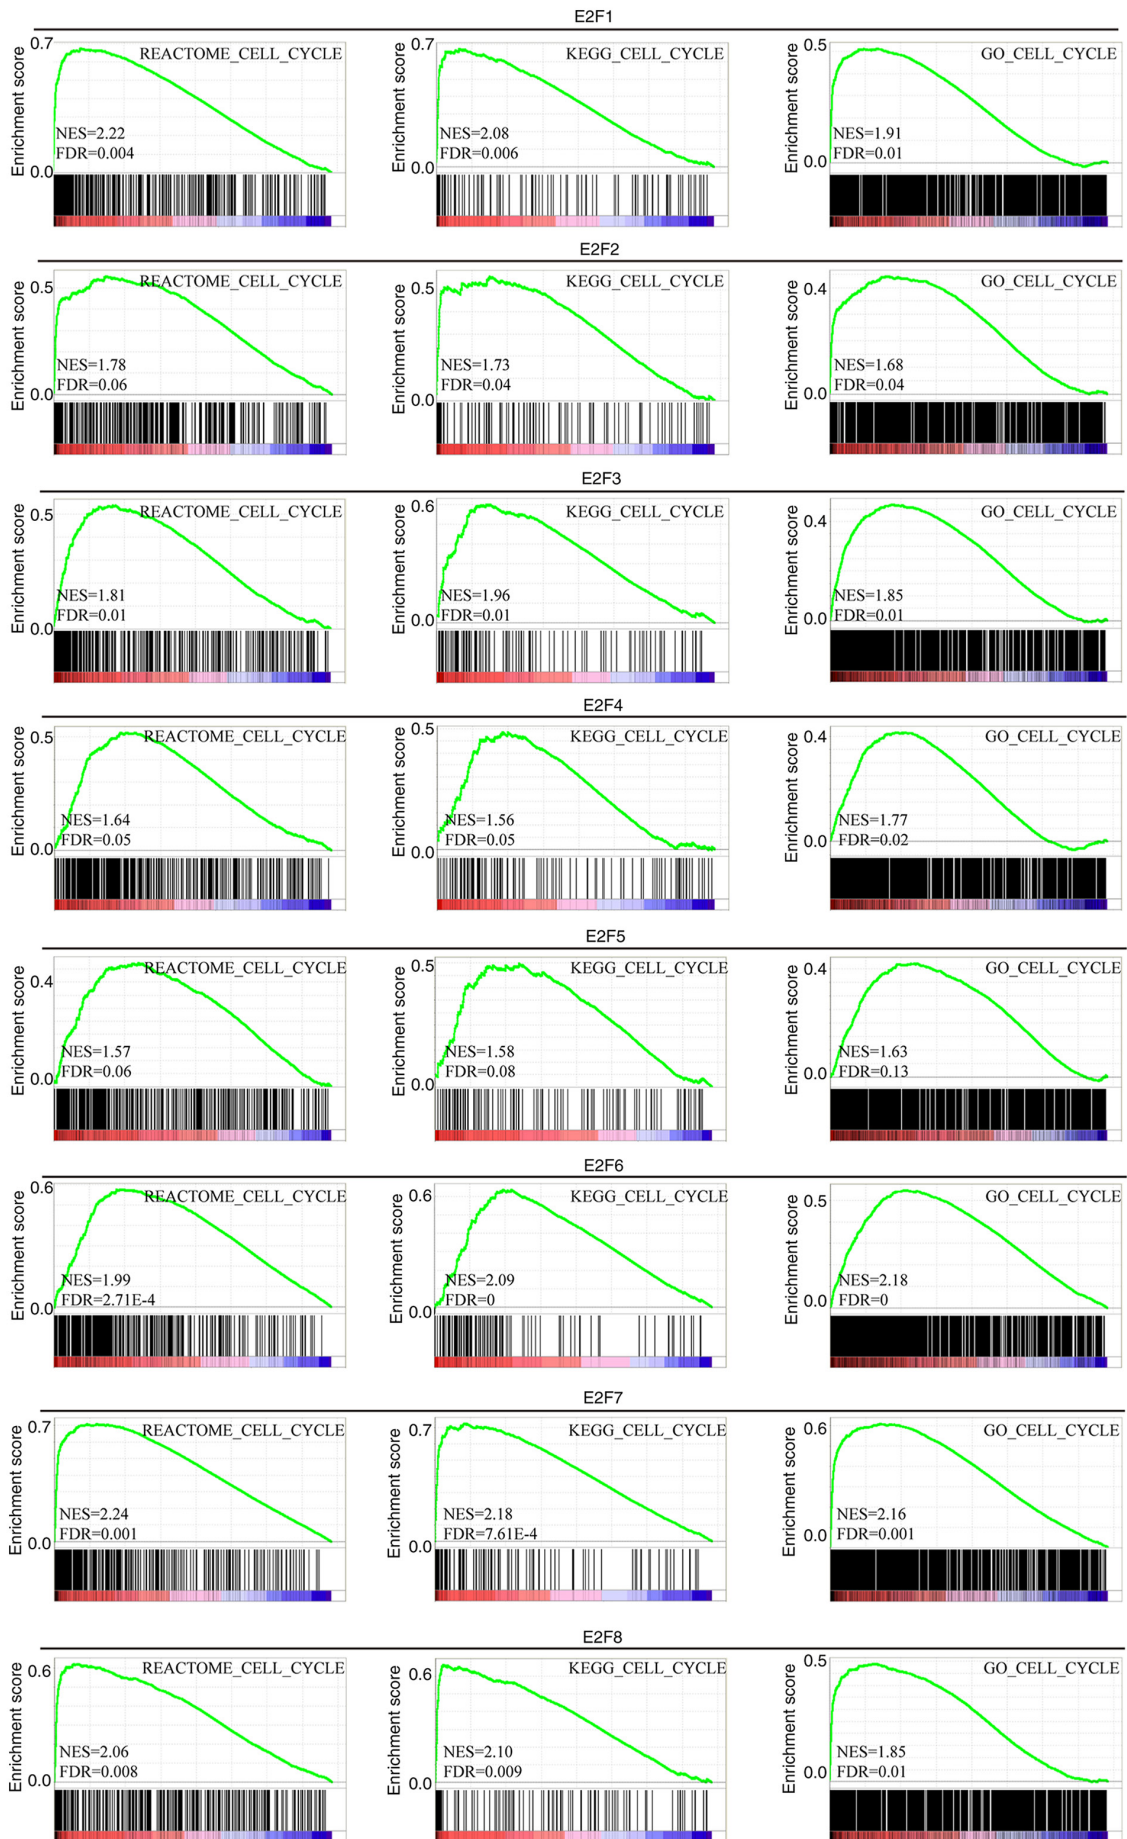 E2F1
Enrichment score
0.7
0.0
REACTOME_CELL_CYCLE
NES=2.22
FDR=0.004
Enrichment score
0.7
0.0
KEGG_CELL_CYCLE
NES=2.08
FDR=0.006
Enrichment score
0.5
0.0
GO_CELL_CYCLE
NES=1.91
FDR=0.01
E2F2
Enrichment score
0.5
0.0
REACTOME_CELL_CYCLE
NES=1.78
FDR=0.06
Enrichment score
0.5
0.0
KEGG_CELL_CYCLE
NES=1.73
FDR=0.04
Enrichment score
0.4
0.0
GO_CELL_CYCLE
NES=1.68
FDR=0.04
E2F3
Enrichment score
0.5
0.0
REACTOME_CELL_CYCLE
NES=1.81
FDR=0.01
Enrichment score
0.6
0.0
KEGG_CELL_CYCLE
NES=1.96
FDR=0.01
Enrichment score
0.4
0.0
GO_CELL_CYCLE
NES=1.85
FDR=0.01
E2F4
Enrichment score
0.5
0.0
REACTOME_CELL_CYCLE
NES=1.64
FDR=0.05
Enrichment score
0.5
0.0
KEGG_CELL_CYCLE
NES=1.56
FDR=0.05
Enrichment score
0.4
0.0
GO_CELL_CYCLE
NES=1.77
FDR=0.02
E2F5
Enrichment score
0.4
0.0
REACTOME_CELL_CYCLE
NES=1.57
FDR=0.06
Enrichment score
0.5
0.0
KEGG_CELL_CYCLE
NES=1.58
FDR=0.08
Enrichment score
0.4
0.0
GO_CELL_CYCLE
NES=1.63
FDR=0.13
E2F6
Enrichment score
0.6
0.0
REACTOME_CELL_CYCLE
NES=1.99
FDR=2.71E-4
Enrichment score
0.6
0.0
KEGG_CELL_CYCLE
NES=2.09
FDR=0
Enrichment score
0.5
0.0
GO_CELL_CYCLE
NES=2.18
FDR=0
E2F7
Enrichment score
0.7
0.0
REACTOME_CELL_CYCLE
NES=2.24
FDR=0.001
Enrichment score
0.7
0.0
KEGG_CELL_CYCLE
NES=2.18
FDR=7.61E-4
Enrichment score
0.6
0.0
GO_CELL_CYCLE
NES=2.16
FDR=0.001
E2F8
Enrichment score
0.6
0.0
REACTOME_CELL_CYCLE
NES=2.06
FDR=0.008
Enrichment score
0.6
0.0
KEGG_CELL_CYCLE
NES=2.10
FDR=0.009
Enrichment score
0.5
0.0
GO_CELL_CYCLE
NES=1.85
FDR=0.01